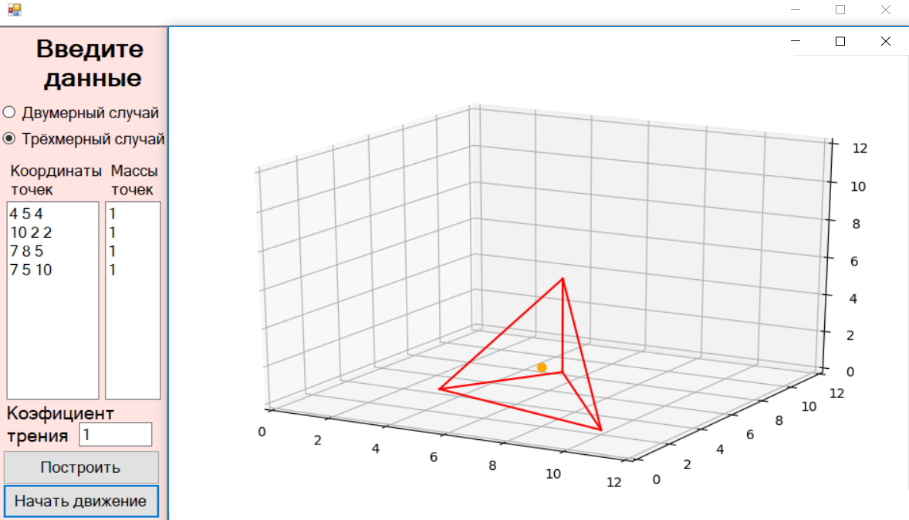 Введите
данные
Двумерный случай
Трёхмерный случай
Координаты Массы
точек точек
4 5 4 1
10 2 2 1
7 8 5 1
7 5 10 1
Коэфициент
трения 1
Построить
Начать движение
12
10
8
6
4
2
0
0 2 4 6 8 10 12
0 2 4 6 8 10 12